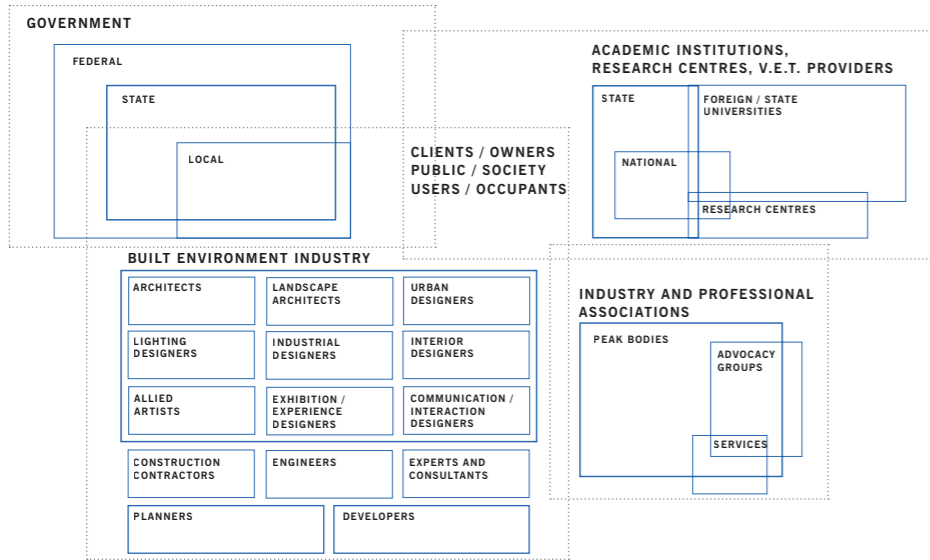 GOVERNMENT
FEDERAL
STATE
LOCAL
CLIENTS / OWNERS
PUBLIC / SOCIETY
USERS / OCCUPANTS
ACADEMIC INSTITUTIONS,
RESEARCH CENTRES, V.E.T. PROVIDERS
STATE
FOREIGN / STATE
UNIVERSITIES
NATIONAL
RESEARCH CENTRES
BUILT ENVIRONMENT INDUSTRY
ARCHITECTS
LANDSCAPE
ARCHITECTS
URBAN
DESIGNERS
LIGHTING
DESIGNERS
INDUSTRIAL
DESIGNERS
INTERIOR
DESIGNERS
ALLIED
ARTISTS
EXHIBITION /
EXPERIENCE
DESIGNERS
COMMUNICATION /
INTERACTION
DESIGNERS
CONSTRUCTION
CONTRACTORS
ENGINEERS
EXPERTS AND
CONSULTANTS
PLANNERS
DEVELOPERS
INDUSTRY AND PROFESSIONAL
ASSOCIATIONS
PEAK BODIES
ADVOCACY
GROUPS
SERVICES